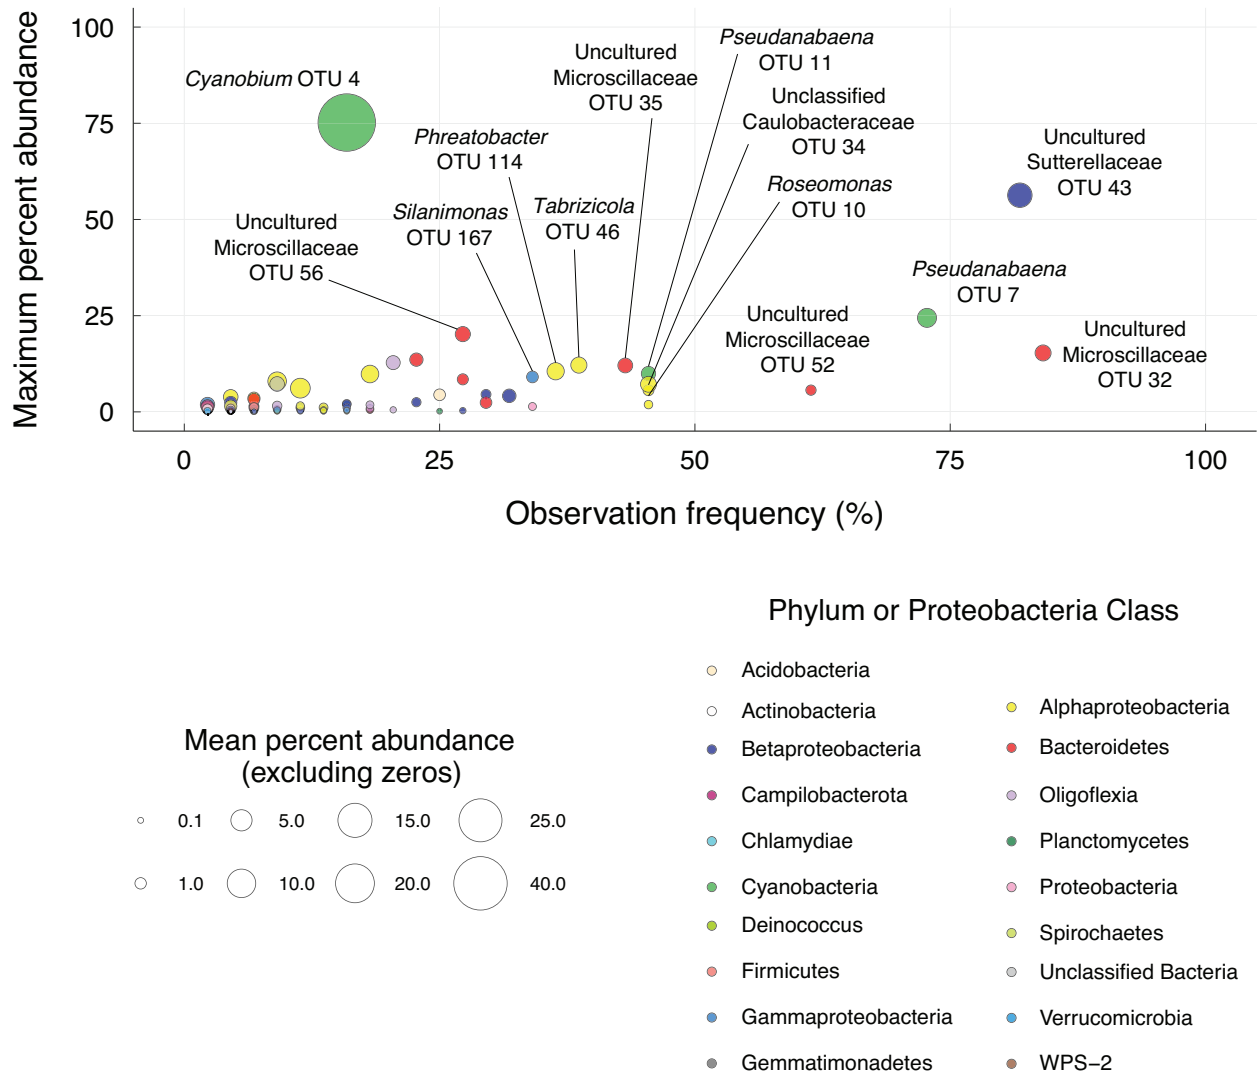 Maximum percent abundance
100
75
50
25
0
0
25
50
75
100
Observation frequency (%)
Cyanobium OTU 4
Uncultured
Microscillaceae
OTU 56
Silanimonas
OTU 167
Phreatobacter
OTU 114
Tabrizicola
OTU 46
Uncultured
Microscillaceae
OTU 35
Pseudanabaena
OTU 11
Unclassified
Caulobacteraceae
OTU 34
Roseomonas
OTU 10
Uncultured
Microscillaceae
OTU 52
Uncultured
Sutterellaceae
OTU 43
Pseudanabaena
OTU 7
Uncultured
Microscillaceae
OTU 32
Mean percent abundance
(excluding zeros)
0.1
5.0
15.0
25.0
1.0
10.0
20.0
40.0
Phylum or Proteobacteria Class
Acidobacteria
Actinobacteria
Betaproteobacteria
Campilobacterota
Chlamydiae
Cyanobacteria
Deinococcus
Firmicutes
Gammaproteobacteria
Gemmatimonadetes
Alphaproteobacteria
Bacteroidetes
Oligoflexia
Planctomycetes
Proteobacteria
Spirochaetes
Unclassified Bacteria
Verrucomicrobia
WPS−2